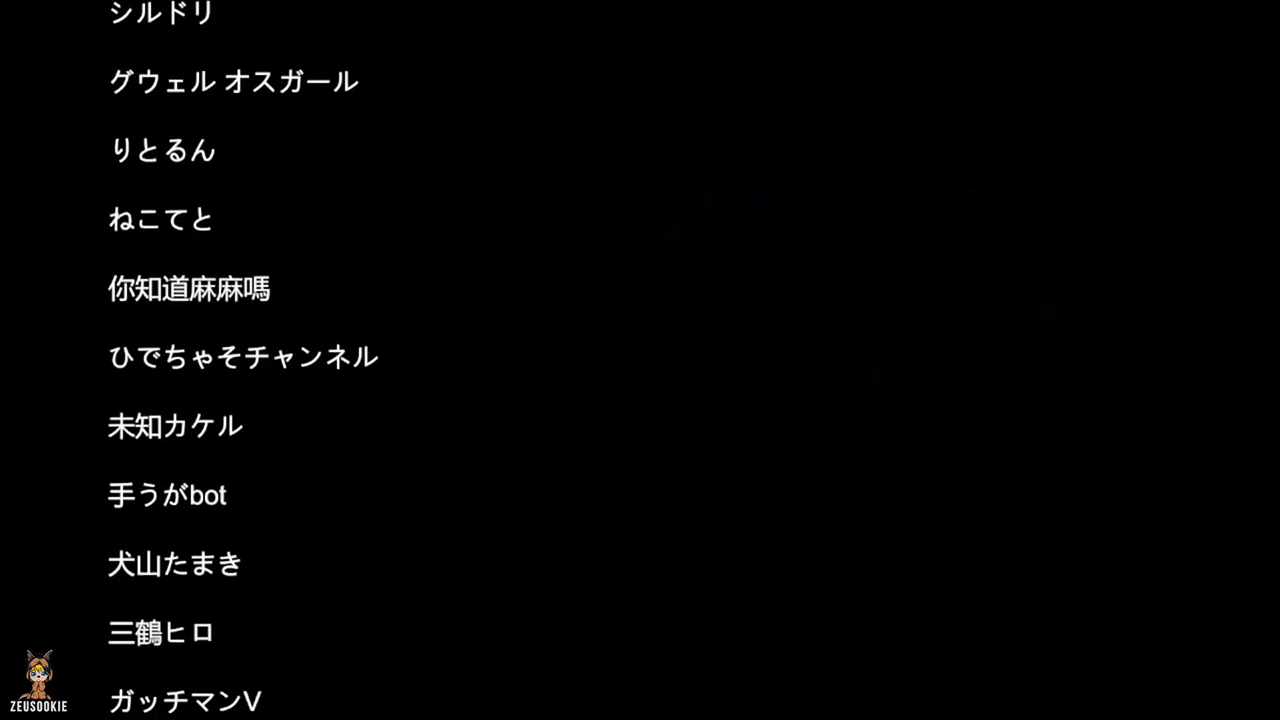 シルドリ
グウェル オスガール
りとるん
ねこてと
你知道麻麻嗎
ひでちゃそチャンネル
未知カケル
手うがbot
犬山たまき
三鶴ヒロ
ガッチマンV
ZEUSOOKIE